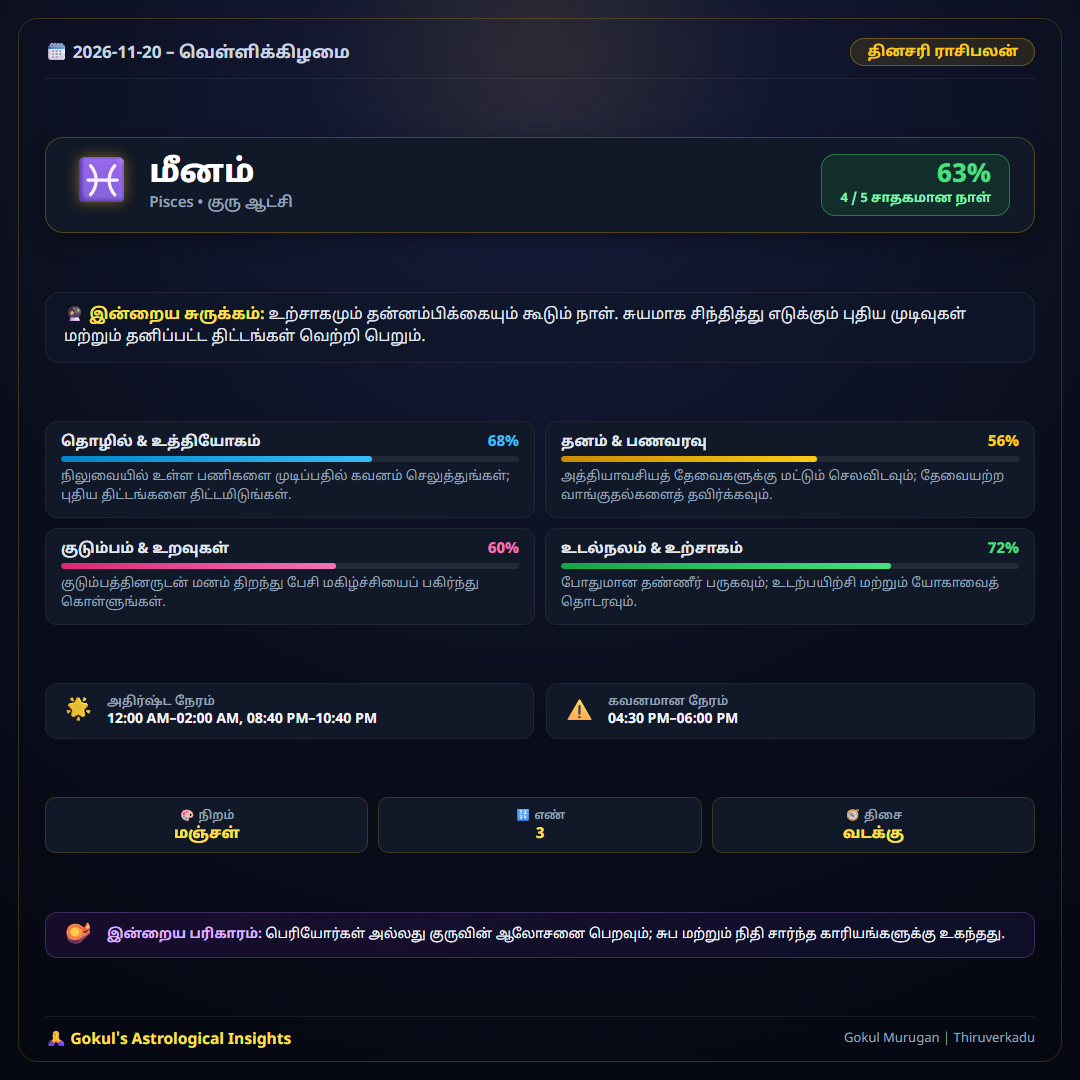 2026-11-20 – வெள்ளிக்கிழமை
தினசரி ராசிபலன்
மீனம்
Pisces • குரு ஆட்சி
63%
4 / 5 சாதகமான நாள்
இன்றைய சுருக்கம்: உற்சாகமும் தன்னம்பிக்கையும் கூடும் நாள். சுயமாக சிந்தித்து எடுக்கும் புதிய முடிவுகள்
மற்றும் தனிப்பட்ட திட்டங்கள் வெற்றி பெறும்.
தொழில் & உத்தியோகம்
68%
நிலுவையில் உள்ள பணிகளை முடிப்பதில் கவனம் செலுத்துங்கள்;
புதிய திட்டங்களை திட்டமிடுங்கள்.
தனம் & பணவரவு
56%
அத்தியாவசியத் தேவைகளுக்கு மட்டும் செலவிடவும்; தேவையற்ற
வாங்குதல்களைத் தவிர்க்கவும்.
குடும்பம் & உறவுகள்
60%
குடும்பத்தினருடன் மனம் திறந்து பேசி மகிழ்ச்சியைப் பகிர்ந்து
கொள்ளுங்கள்.
உடல்நலம் & உற்சாகம்
72%
போதுமான தண்ணீர் பருகவும்; உடற்பயிற்சி மற்றும் யோகாவைத்
தொடரவும்.
அதிர்ஷ்ட நேரம்
12:00 AM–02:00 AM, 08:40 PM–10:40 PM
கவனமான நேரம்
04:30 PM–06:00 PM
நிறம்
மஞ்சள்
எண்
3
திசை
வடக்கு
இன்றைய பரிகாரம்: பெரியோர்கள் அல்லது குருவின் ஆலோசனை பெறவும்; சுப மற்றும் நிதி சார்ந்த காரியங்களுக்கு உகந்தது.
Gokul's Astrological Insights
Gokul Murugan | Thiruverkadu